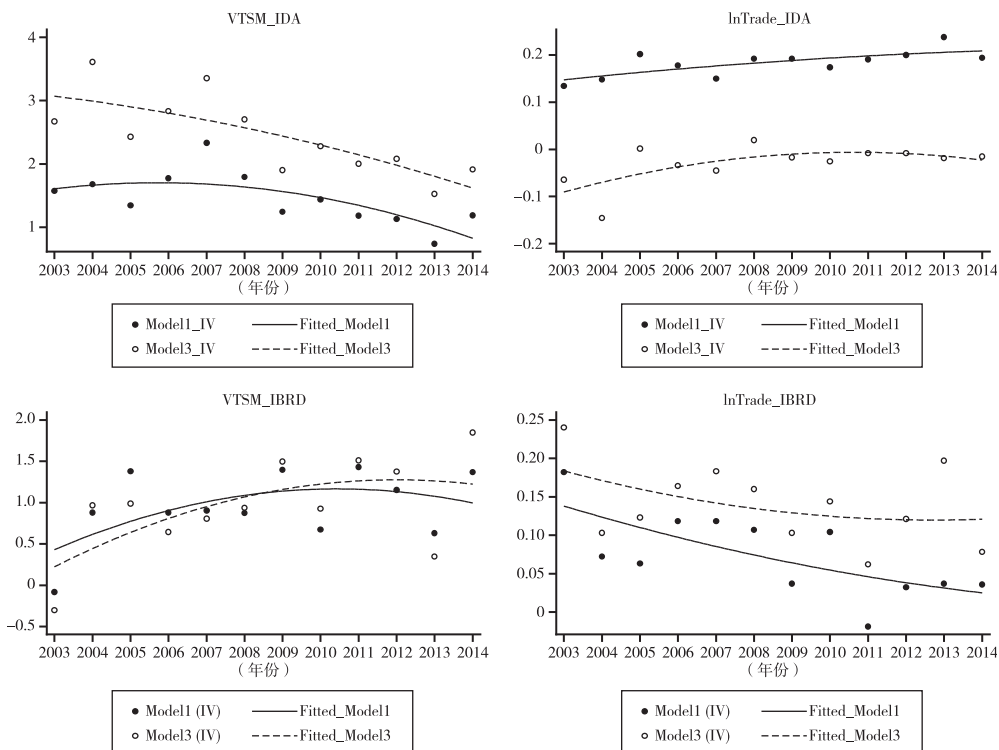 VTSM_IDA
4
3
2
1
2003 2004 2005 2006 2007 2008 2009 2010 2011 2012 2013 2014
（年份）
Model1_IV Fitted_Model1
Model3_IV Fitted_Model3
lnTrade_IDA
0.2
0.1
0
−0.1
−0.2
2003 2004 2005 2006 2007 2008 2009 2010 2011 2012 2013 2014
（年份）
Model1_IV Fitted_Model1
Model3_IV Fitted_Model3
VTSM_IBRD
2.0
1.5
1.0
0.5
0
−0.5
2003 2004 2005 2006 2007 2008 2009 2010 2011 2012 2013 2014
（年份）
Model1 (IV) Fitted_Model1
Model3 (IV) Fitted_Model3
lnTrade_IBRD
0.25
0.20
0.15
0.10
0.05
0
2003 2004 2005 2006 2007 2008 2009 2010 2011 2012 2013 2014
（年份）
Model1 (IV) Fitted_Model1
Model3 (IV) Fitted_Model3